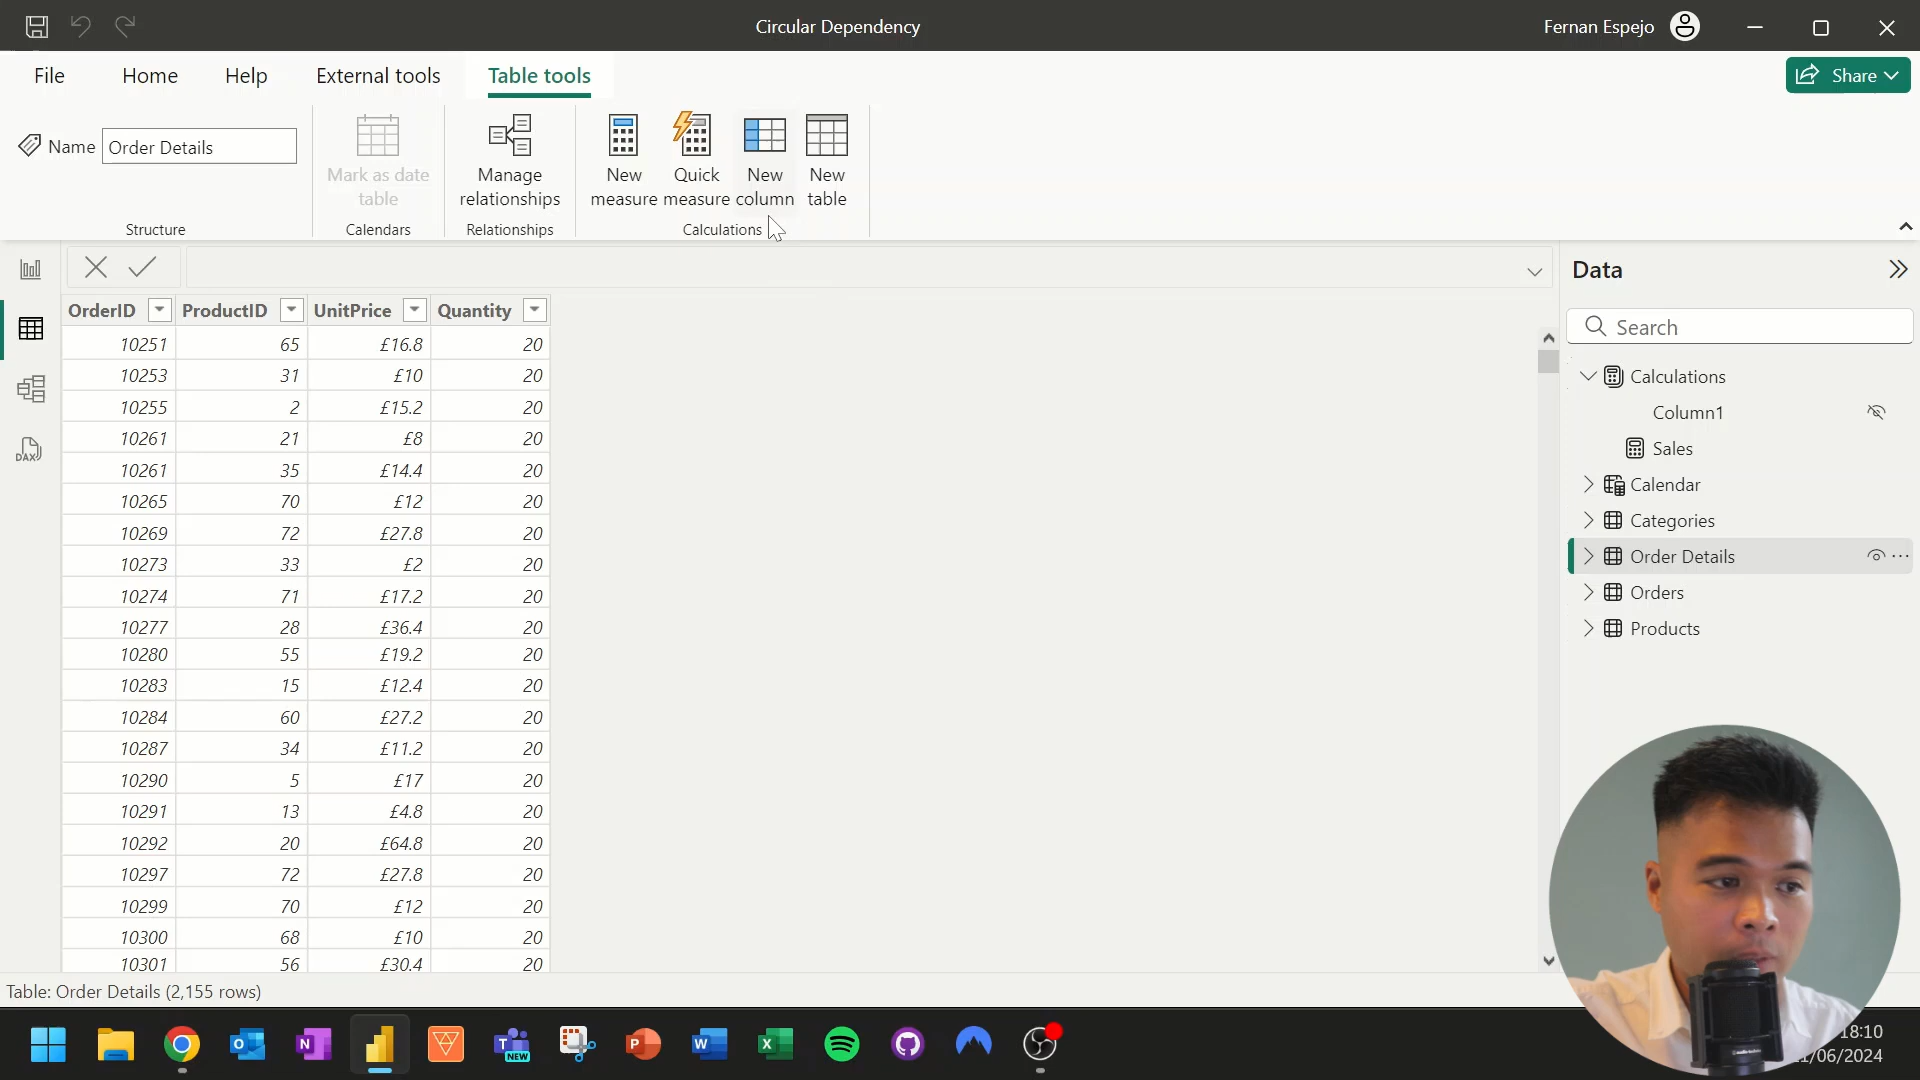 Circular Dependency
Fernan Espejo
File
Home
Help
External tools
Table tools
Share
Name
Order Details
Mark as date
table
Manage
relationships
New
measure
Quick
measure
New
column
New
table
Structure
Calendars
Relationships
Calculations
OrderID ProductID UnitPrice Quantity
10251 65 £16.8 20
10253 31 £10 20
10255 2 £15.2 20
10261 21 £8 20
10261 35 £14.4 20
10265 70 £12 20
10269 72 £27.8 20
10273 33 £2 20
10274 71 £17.2 20
10277 28 £36.4 20
10280 55 £19.2 20
10283 15 £12.4 20
10284 60 £27.2 20
10287 34 £11.2 20
10290 5 £17 20
10291 13 £4.8 20
10292 20 £64.8 20
10297 72 £27.8 20
10299 70 £12 20
10300 68 £10 20
10301 56 £30.4 20
Data
Search
Calculations
Column1
Sales
Calendar
Categories
Order Details
Orders
Products
DAX
Table: Order Details (2,155 rows)
NEW
18:10
1/06/2024